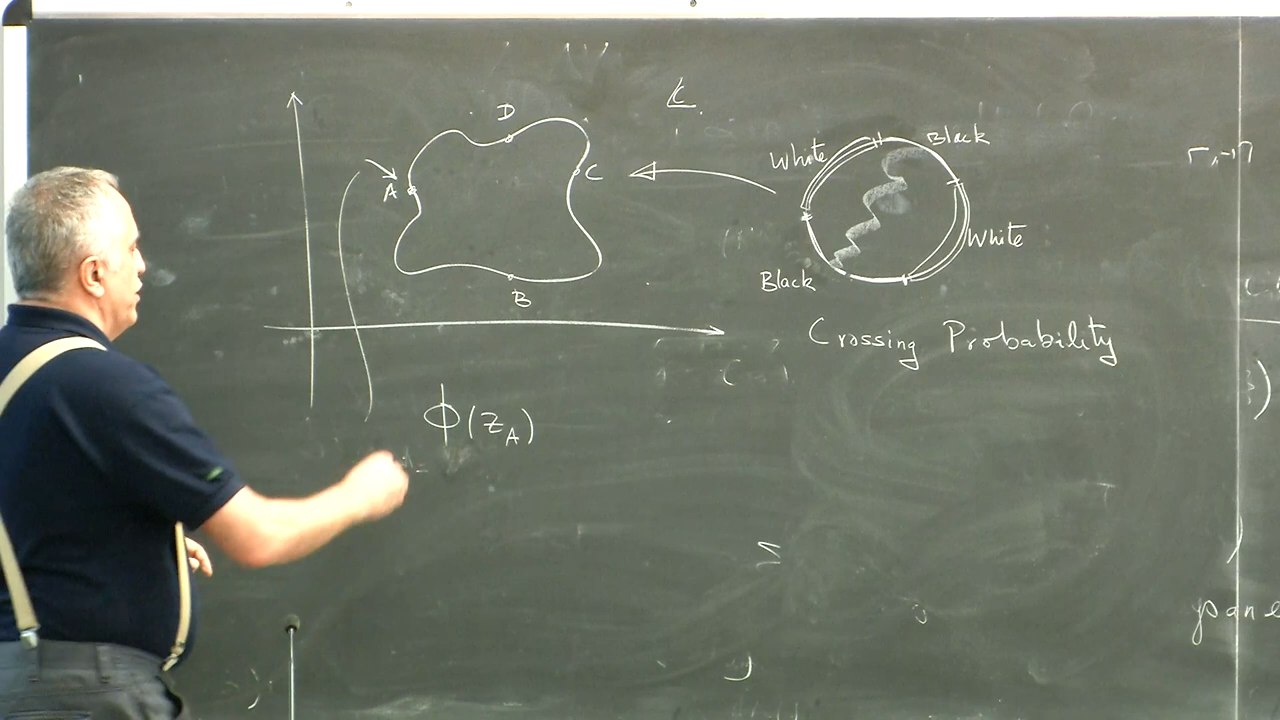 D
C
A
B
White
Black
White
Black
Crossing Probability
ϕ(z_A)